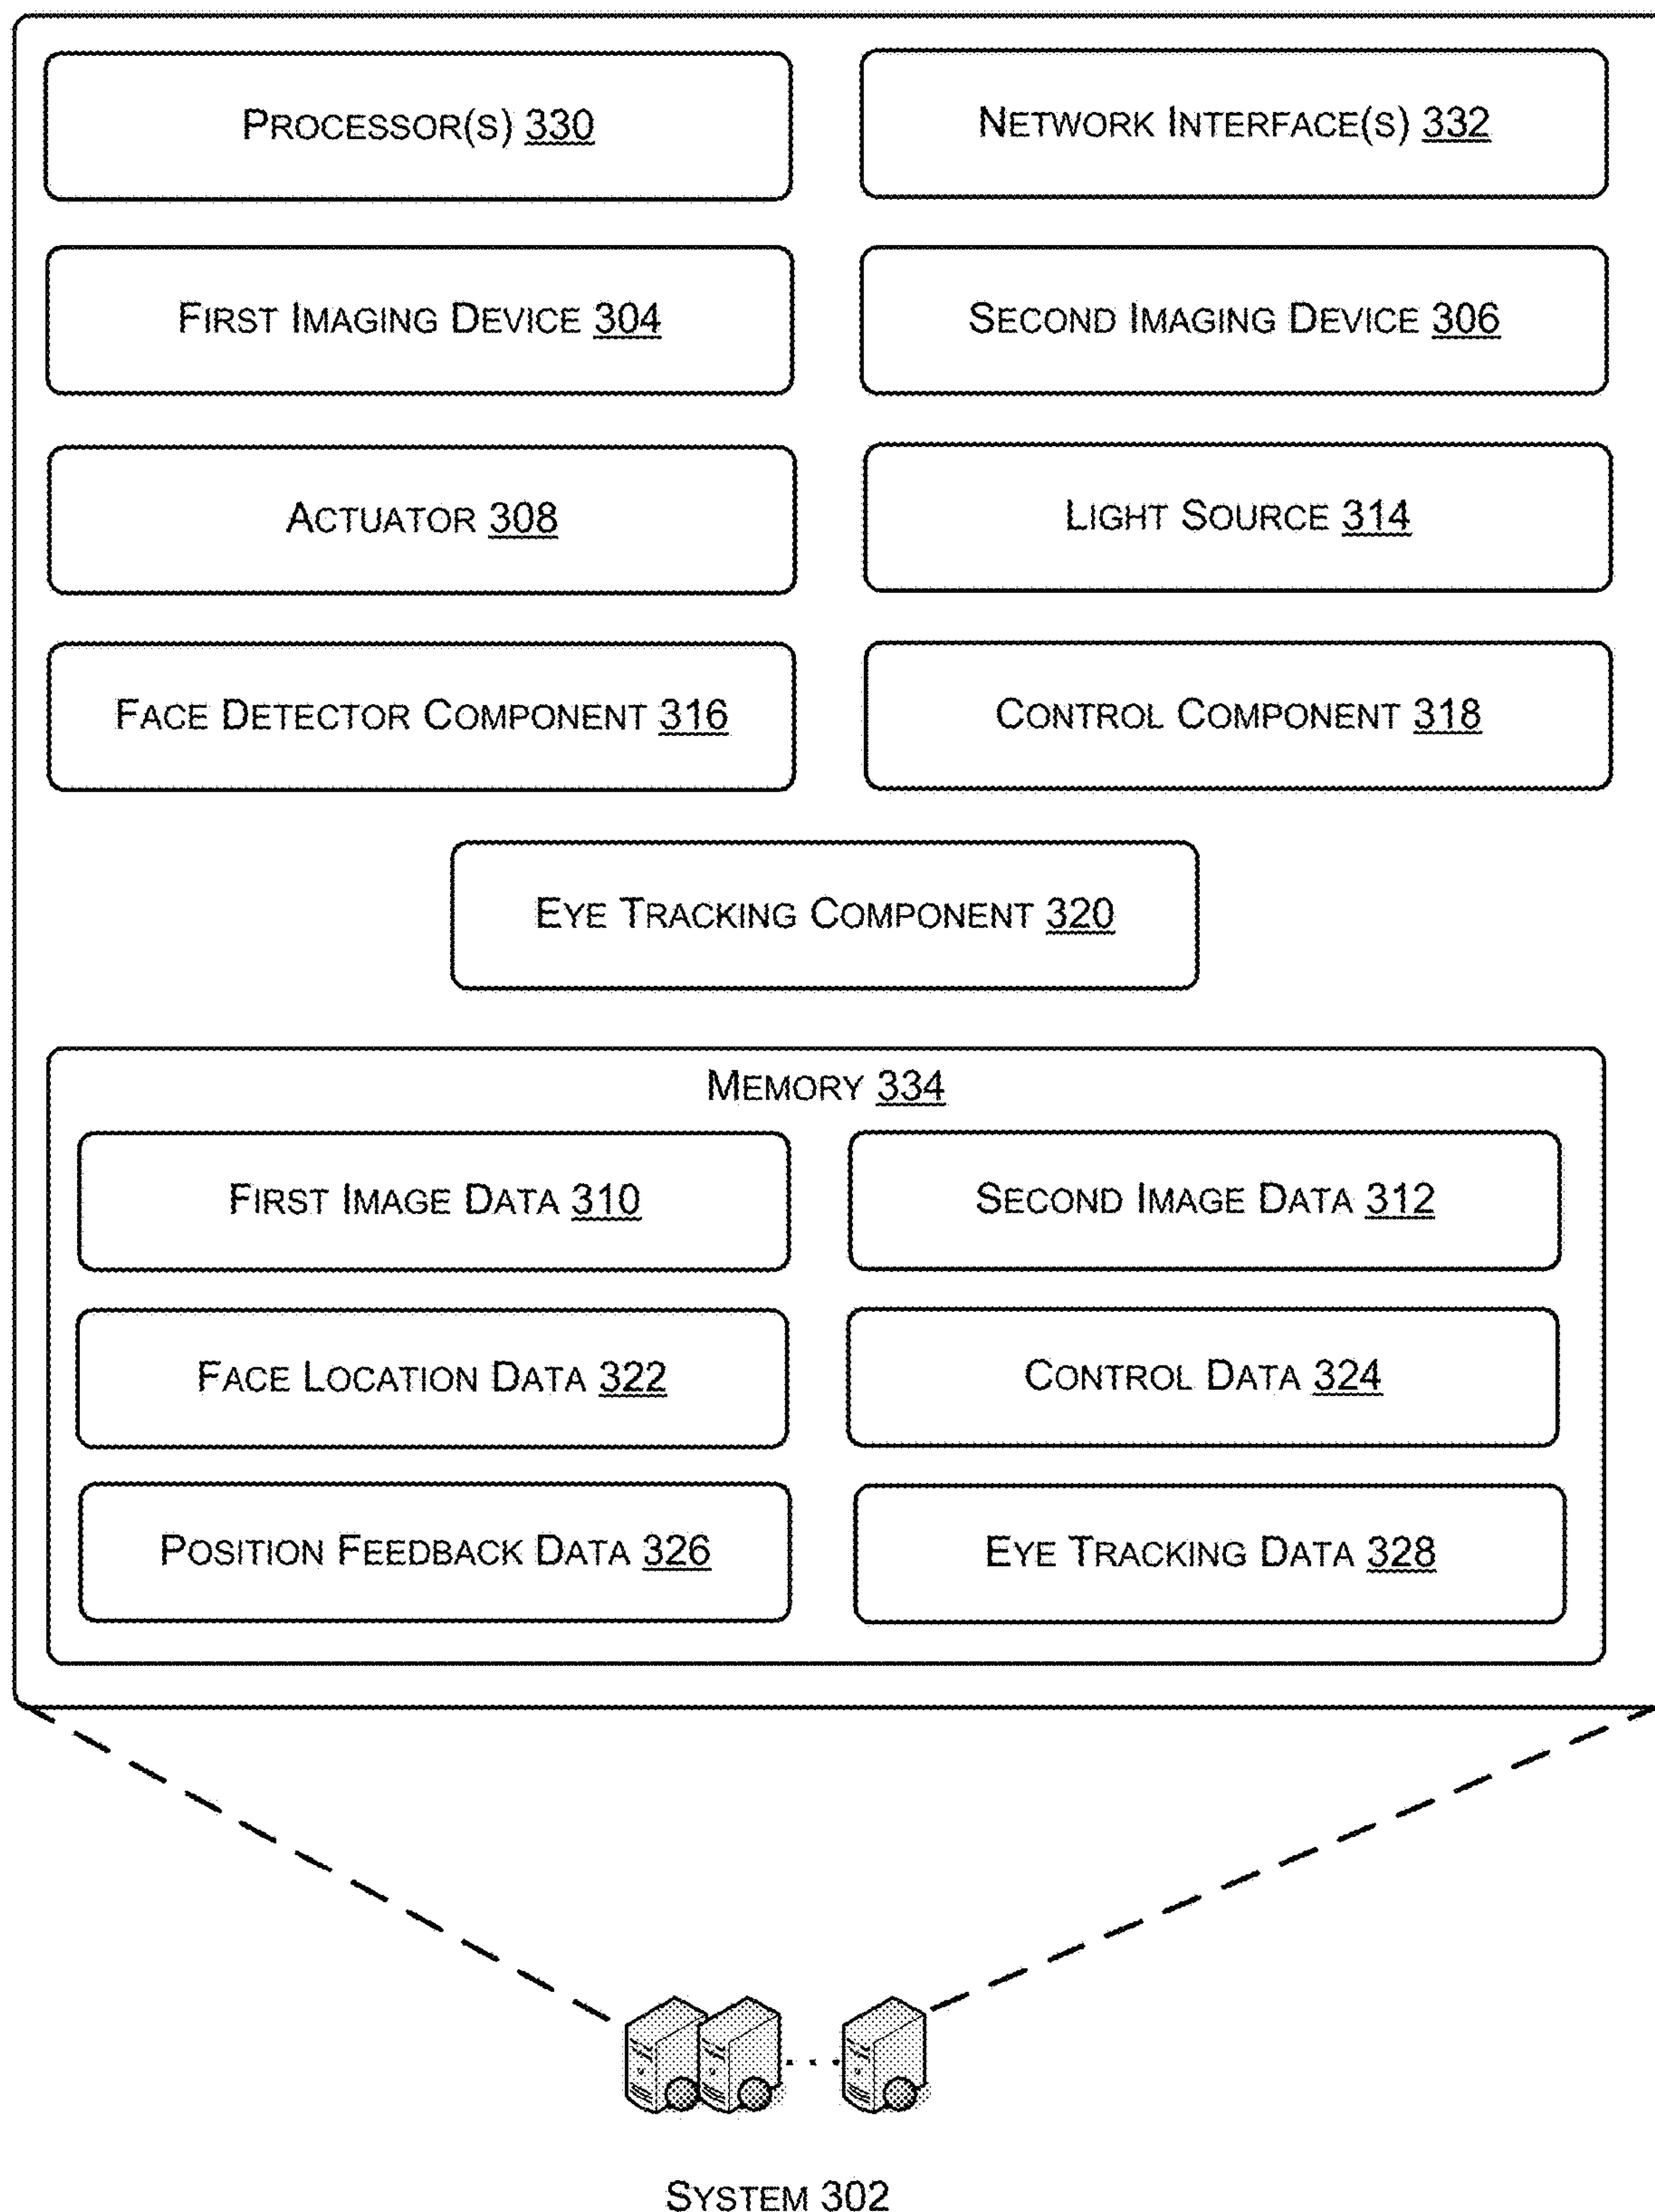 PROCESSOR(S) 330
NETWORK INTERFACE(S) 332
FIRST IMAGING DEVICE 304
SECOND IMAGING DEVICE 306
ACTUATOR 308
LIGHT SOURCE 314
FACE DETECTOR COMPONENT 316
CONTROL COMPONENT 318
EYE TRACKING COMPONENT 320
MEMORY 334
FIRST IMAGE DATA 310
SECOND IMAGE DATA 312
FACE LOCATION DATA 322
CONTROL DATA 324
POSITION FEEDBACK DATA 326
EYE TRACKING DATA 328
SYSTEM 302